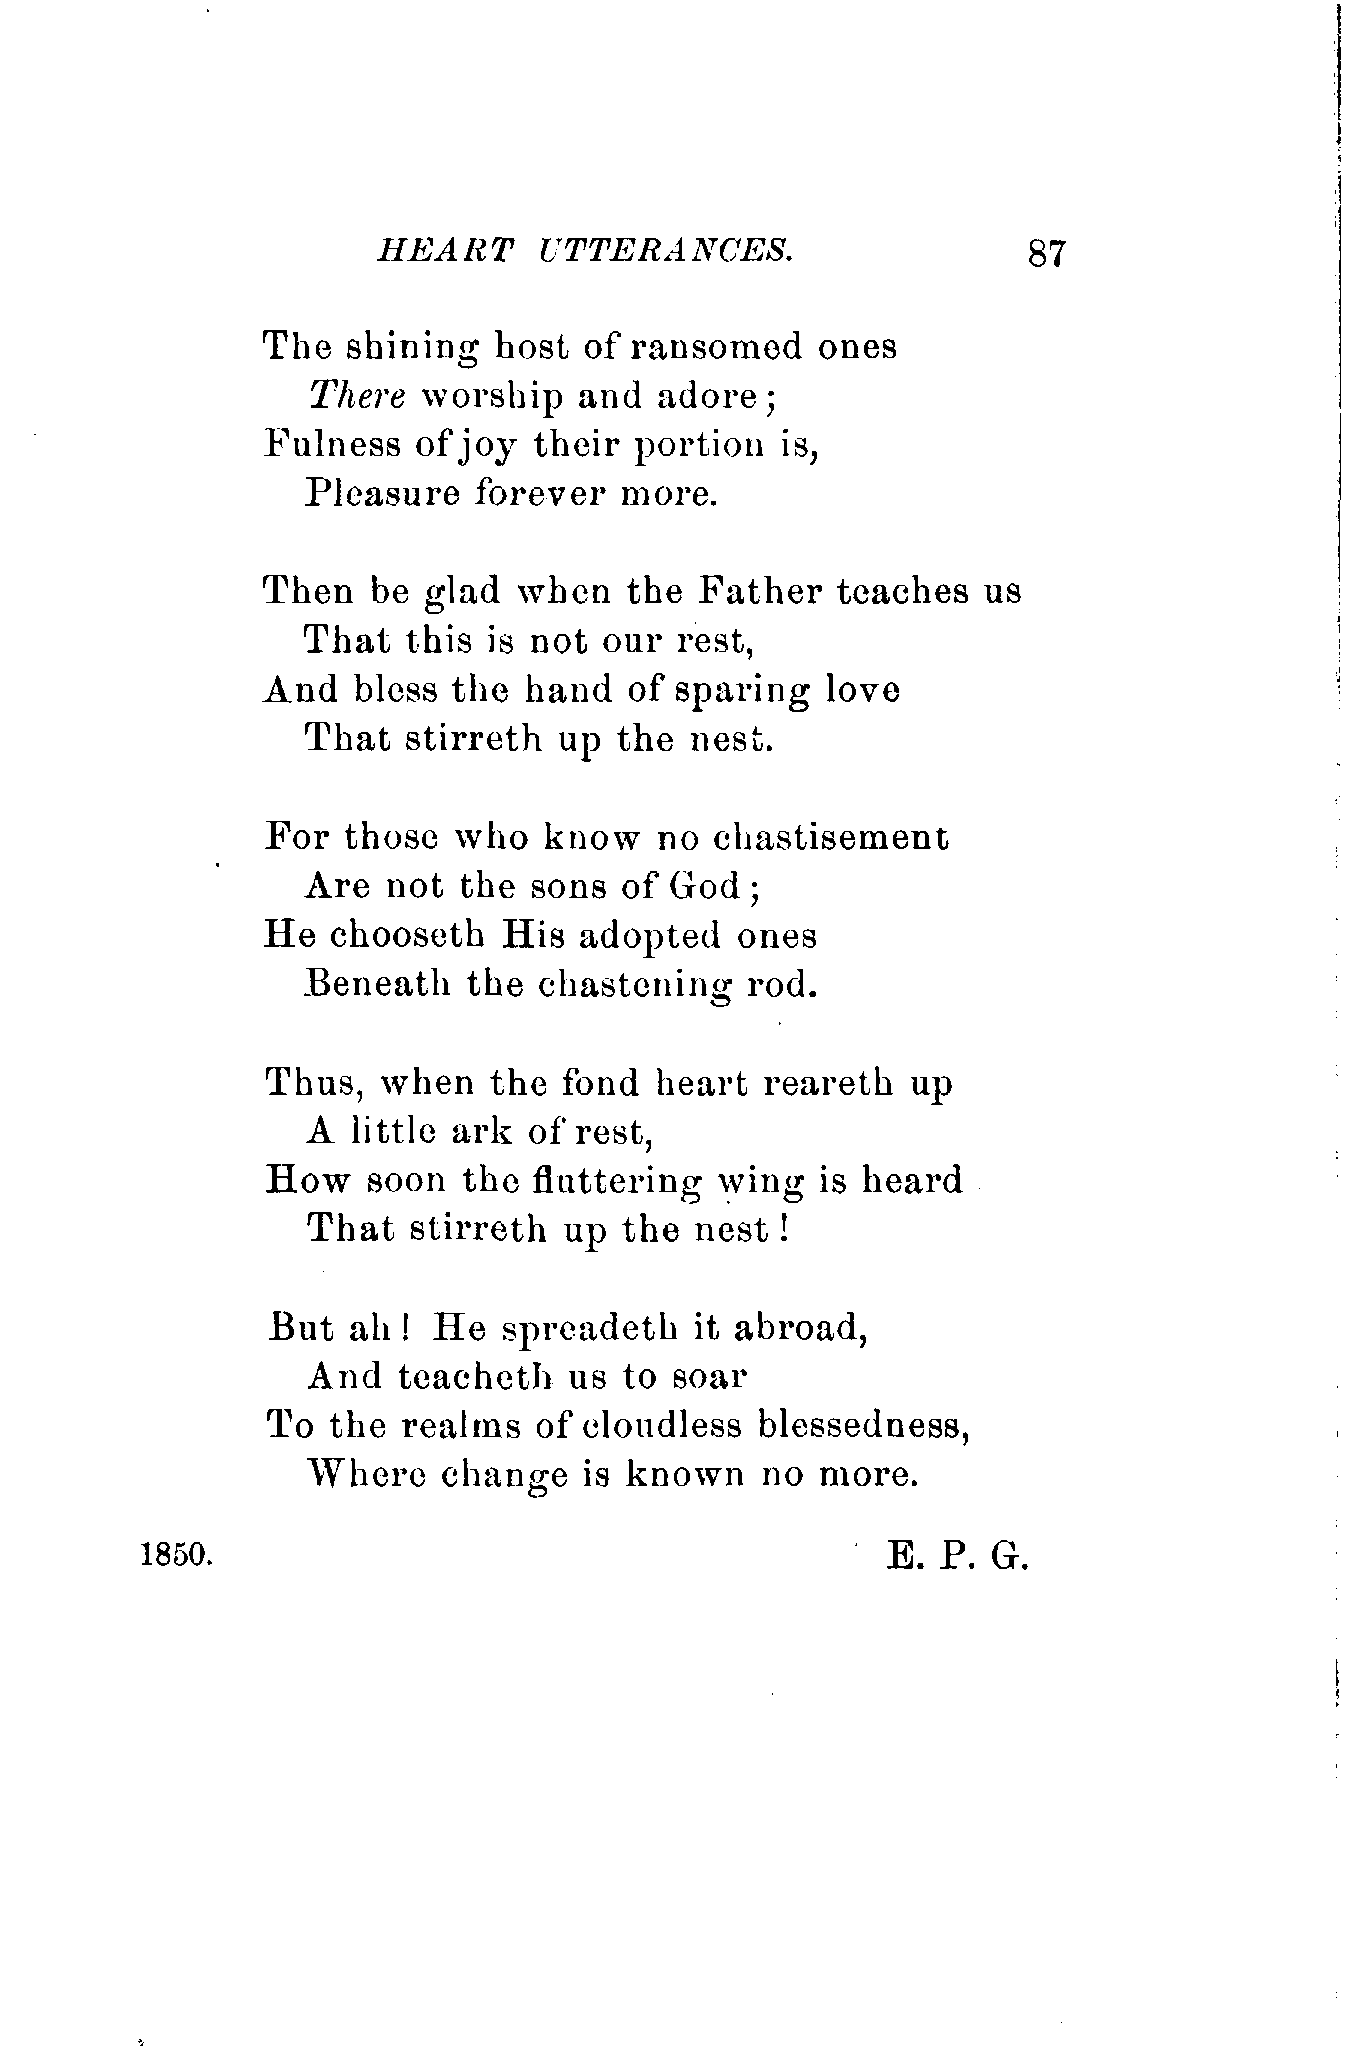 HEART UTTERANCES. 87
The shining host of ransomed ones
There worship and adore;
Fulness of joy their portion is,
Pleasure forever more.
Then be glad when the Father teaches us
That this is not our rest,
And bless the hand of sparing love
That stirreth up the nest.
For those who know no chastisement
Are not the sons of God;
He chooseth His adopted ones
Beneath the chastening rod.
Thus, when the fond heart reareth up
A little ark of rest,
How soon the fluttering wing is heard
That stirreth up the nest!
But ah! He spreadeth it abroad,
And teacheth us to soar
To the realms of cloudless blessedness,
Where change is known no more.
1850. E. P. G.